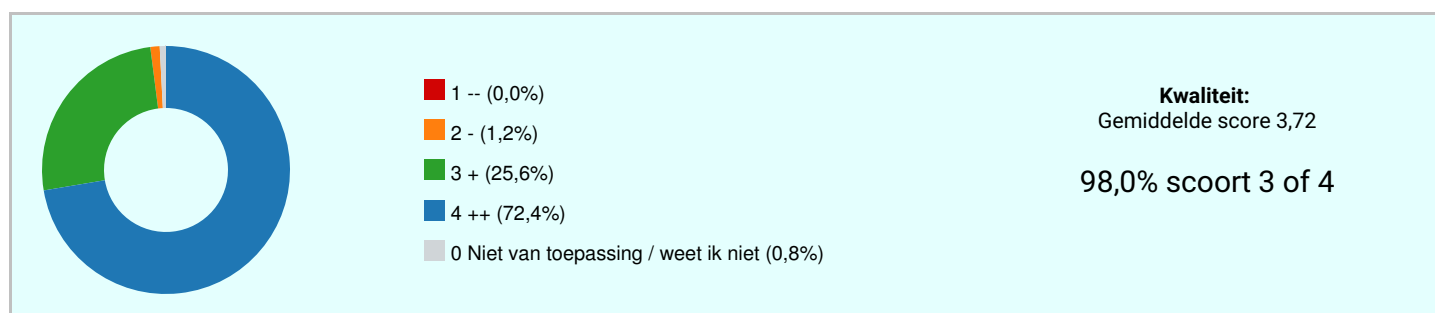 1 -- (0,0%)
2 - (1,2%)
3 + (25,6%)
4 ++ (72,4%)
0 Niet van toepassing / weet ik niet (0,8%)
Kwaliteit:
Gemiddelde score 3,72
98,0% scoort 3 of 4